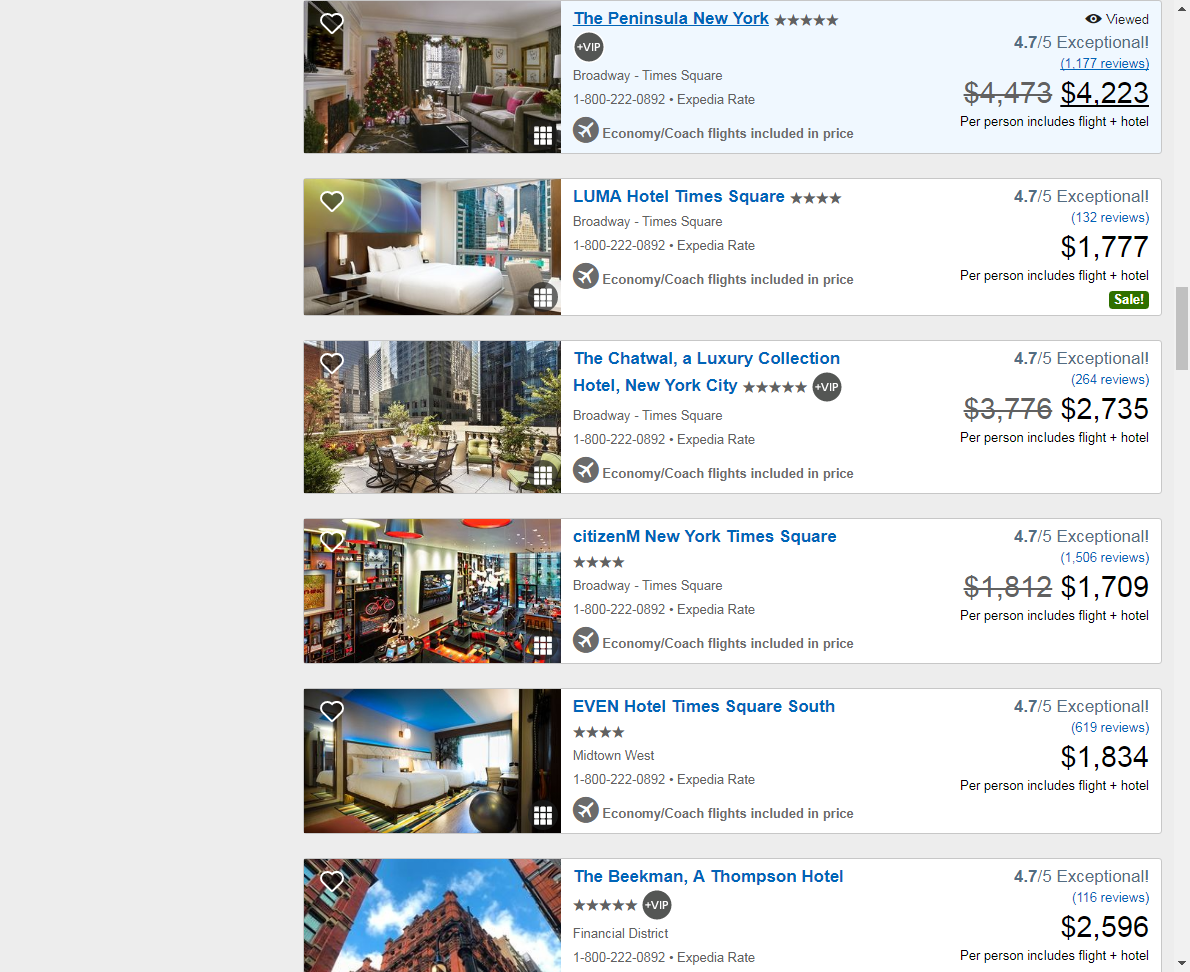 The Peninsula New York
Viewed
+VIP
4.7/5 Exceptional!
(1,177 reviews)
Broadway - Times Square
$4,473 $4,223
1-800-222-0892 • Expedia Rate
Per person includes flight + hotel
Economy/Coach flights included in price
LUMA Hotel Times Square
4.7/5 Exceptional!
Broadway - Times Square
(132 reviews)
1-800-222-0892 • Expedia Rate
$1,777
Economy/Coach flights included in price
Per person includes flight + hotel
Sale!
The Chatwal, a Luxury Collection
Hotel, New York City
+VIP
4.7/5 Exceptional!
(264 reviews)
Broadway - Times Square
$3,776 $2,735
1-800-222-0892 • Expedia Rate
Per person includes flight + hotel
Economy/Coach flights included in price
citizenM New York Times Square
4.7/5 Exceptional!
(1,506 reviews)
Broadway - Times Square
$1,812 $1,709
1-800-222-0892 • Expedia Rate
Per person includes flight + hotel
Economy/Coach flights included in price
EVEN Hotel Times Square South
4.7/5 Exceptional!
(619 reviews)
Midtown West
$1,834
1-800-222-0892 • Expedia Rate
Per person includes flight + hotel
Economy/Coach flights included in price
The Beekman, A Thompson Hotel
4.7/5 Exceptional!
+VIP
(116 reviews)
Financial District
$2,596
1-800-222-0892 • Expedia Rate
Per person includes flight + hotel